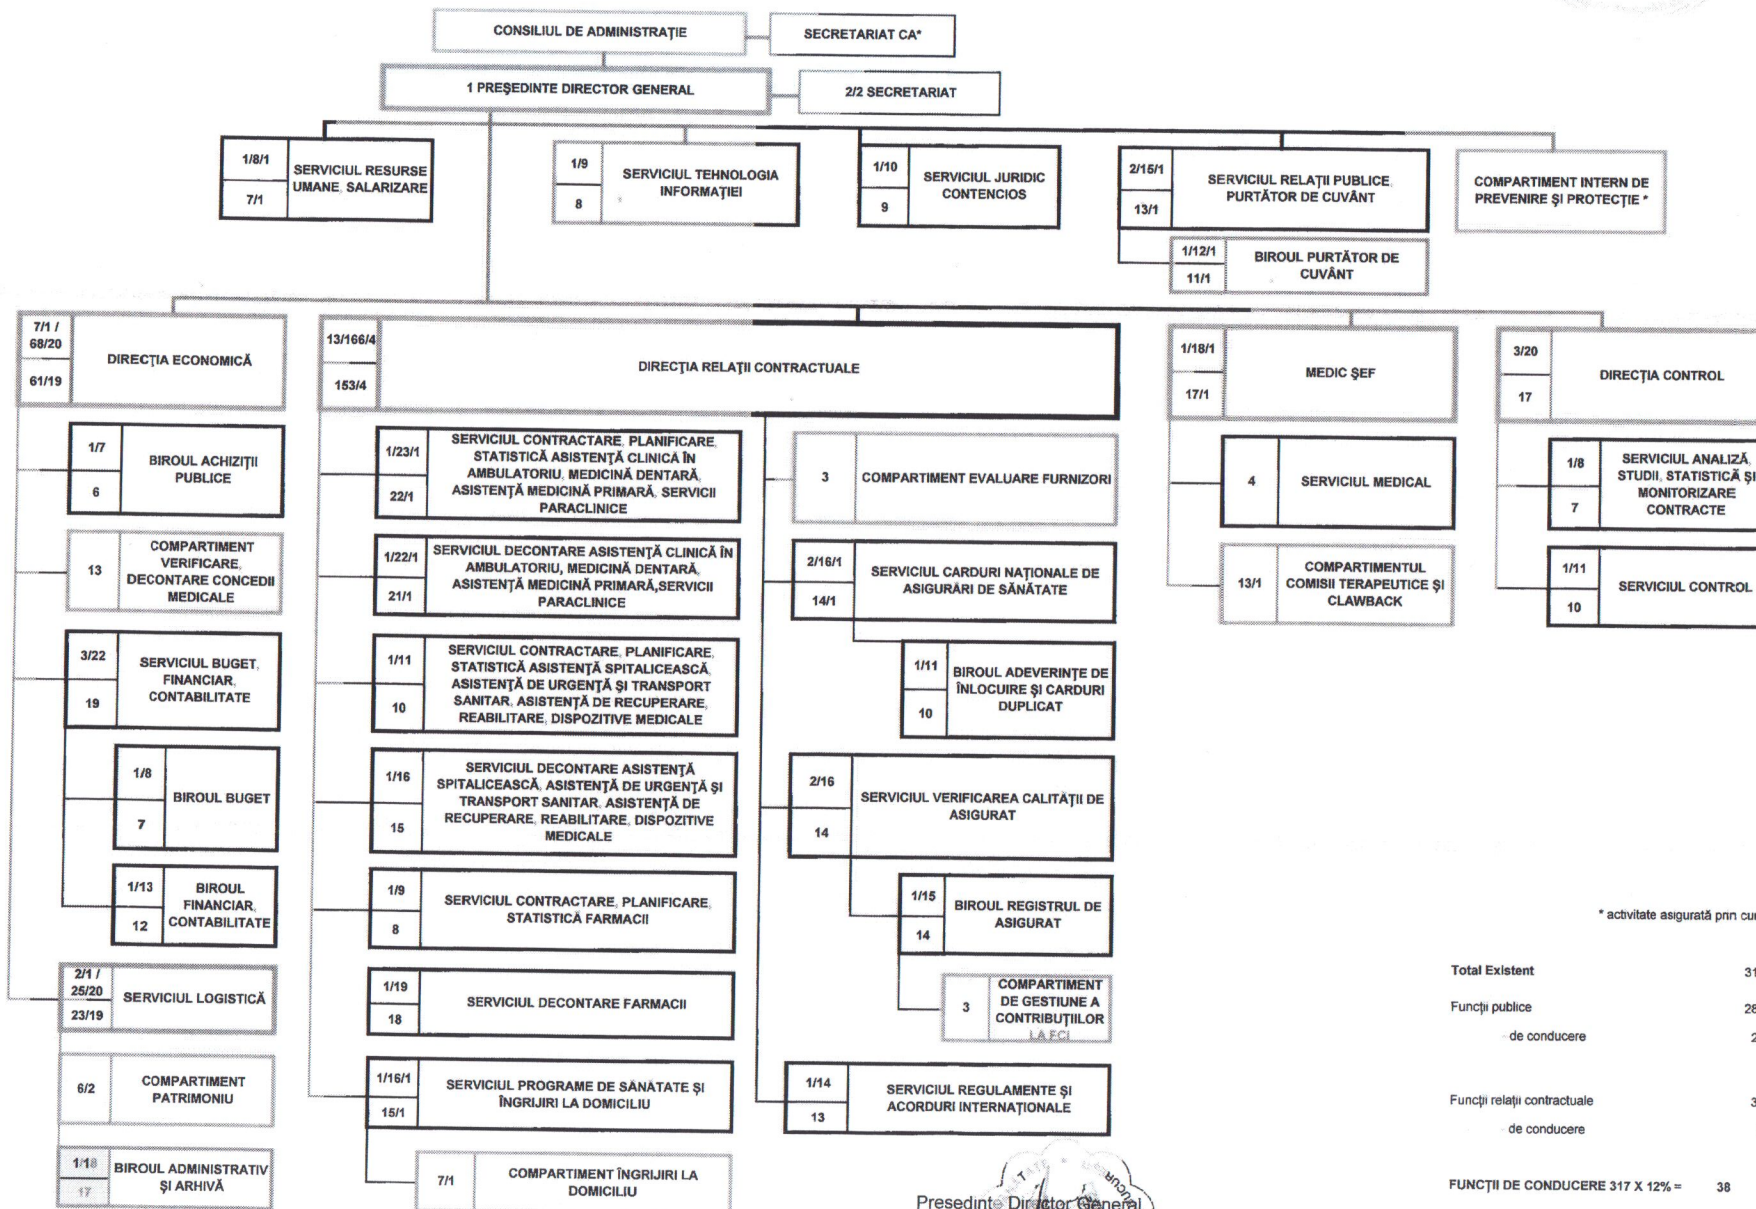 CONSILIUL DE ADMINISTRAȚIE
SECRETARIAT CA*
1 PREȘEDINTE DIRECTOR GENERAL
2/2 SECRETARIAT
1/8/1
7/1
SERVICIUL RESURSE
UMANE, SALARIZARE
1/9
8
SERVICIUL TEHNOLOGIA
INFORMAȚIEI
1/10
9
SERVICIUL JURIDIC
CONTENCIOS
2/15/1
13/1
SERVICIUL RELAȚII PUBLICE,
PURTĂTOR DE CUVÂNT
COMPARTIMENT INTERN DE
PREVENIRE ȘI PROTECȚIE *
1/12/1
11/1
BIROUL PURTĂTOR DE
CUVÂNT
7/1 /
68/20
61/19
DIRECȚIA ECONOMICĂ
13/166/4
153/4
DIRECȚIA RELAȚII CONTRACTUALE
1/18/1
17/1
MEDIC ȘEF
3/20
17
DIRECȚIA CONTROL
1/7
6
BIROUL ACHIZIȚII
PUBLICE
13
COMPARTIMENT
VERIFICARE,
DECONTARE CONCEDII
MEDICALE
3/22
19
SERVICIUL BUGET,
FINANCIAR,
CONTABILITATE
1/8
7
BIROUL BUGET
1/13
12
BIROUL
FINANCIAR,
CONTABILITATE
2/1 /
25/20
23/19
SERVICIUL LOGISTICĂ
6/2
COMPARTIMENT
PATRIMONIU
1/18
17
BIROUL ADMINISTRATIV
ȘI ARHIVĂ
1/23/1
22/1
SERVICIUL CONTRACTARE, PLANIFICARE,
STATISTICĂ ASISTENȚĂ CLINICĂ ÎN
AMBULATORIU, MEDICINĂ DENTARĂ,
ASISTENȚĂ MEDICINĂ PRIMARĂ, SERVICII
PARACLINICE
1/22/1
21/1
SERVICIUL DECONTARE ASISTENȚĂ CLINICĂ ÎN
AMBULATORIU, MEDICINĂ DENTARĂ,
ASISTENȚĂ MEDICINĂ PRIMARĂ,SERVICII
PARACLINICE
1/11
10
SERVICIUL CONTRACTARE, PLANIFICARE,
STATISTICĂ ASISTENȚĂ SPITALICEASCĂ,
ASISTENȚĂ DE URGENȚĂ ȘI TRANSPORT
SANITAR, ASISTENȚĂ DE RECUPERARE,
REABILITARE, DISPOZITIVE MEDICALE
1/16
15
SERVICIUL DECONTARE ASISTENȚĂ
SPITALICEASCĂ, ASISTENȚĂ DE URGENȚĂ ȘI
TRANSPORT SANITAR, ASISTENȚĂ DE
RECUPERARE, REABILITARE, DISPOZITIVE
MEDICALE
1/9
8
SERVICIUL CONTRACTARE, PLANIFICARE,
STATISTICĂ FARMACII
1/19
18
SERVICIUL DECONTARE FARMACII
1/16/1
15/1
SERVICIUL PROGRAME DE SĂNĂTATE ȘI
ÎNGRIJIRI LA DOMICILIU
7/1
COMPARTIMENT ÎNGRIJIRI LA
DOMICILIU
3
COMPARTIMENT EVALUARE FURNIZORI
2/16/1
14/1
SERVICIUL CARDURI NAȚIONALE DE
ASIGURĂRI DE SĂNĂTATE
1/11
10
BIROUL ADEVERINȚE DE
ÎNLOCUIRE ȘI CARDURI
DUPLICAT
2/16
14
SERVICIUL VERIFICAREA CALITĂȚII DE
ASIGURAT
1/15
14
BIROUL REGISTRUL DE
ASIGURAT
3
COMPARTIMENT
DE GESTIUNE A
CONTRIBUȚIILOR
LA FCI
1/14
13
SERVICIUL REGULAMENTE ȘI
ACORDURI INTERNAȚIONALE
4
SERVICIUL MEDICAL
13/1
COMPARTIMENTUL
COMISII TERAPEUTICE ȘI
CLAWBACK
1/8
7
SERVICIUL ANALIZĂ,
STUDII, STATISTICĂ ȘI
MONITORIZARE
CONTRACTE
1/11
10
SERVICIUL CONTROL
* activitate asigurată prin
Total Existent 31
Funcții publice 28
de conducere 2
Funcții relații contractuale 3
- de conducere
FUNCȚII DE CONDUCERE 317 X 12% = 38
Președinte Director General